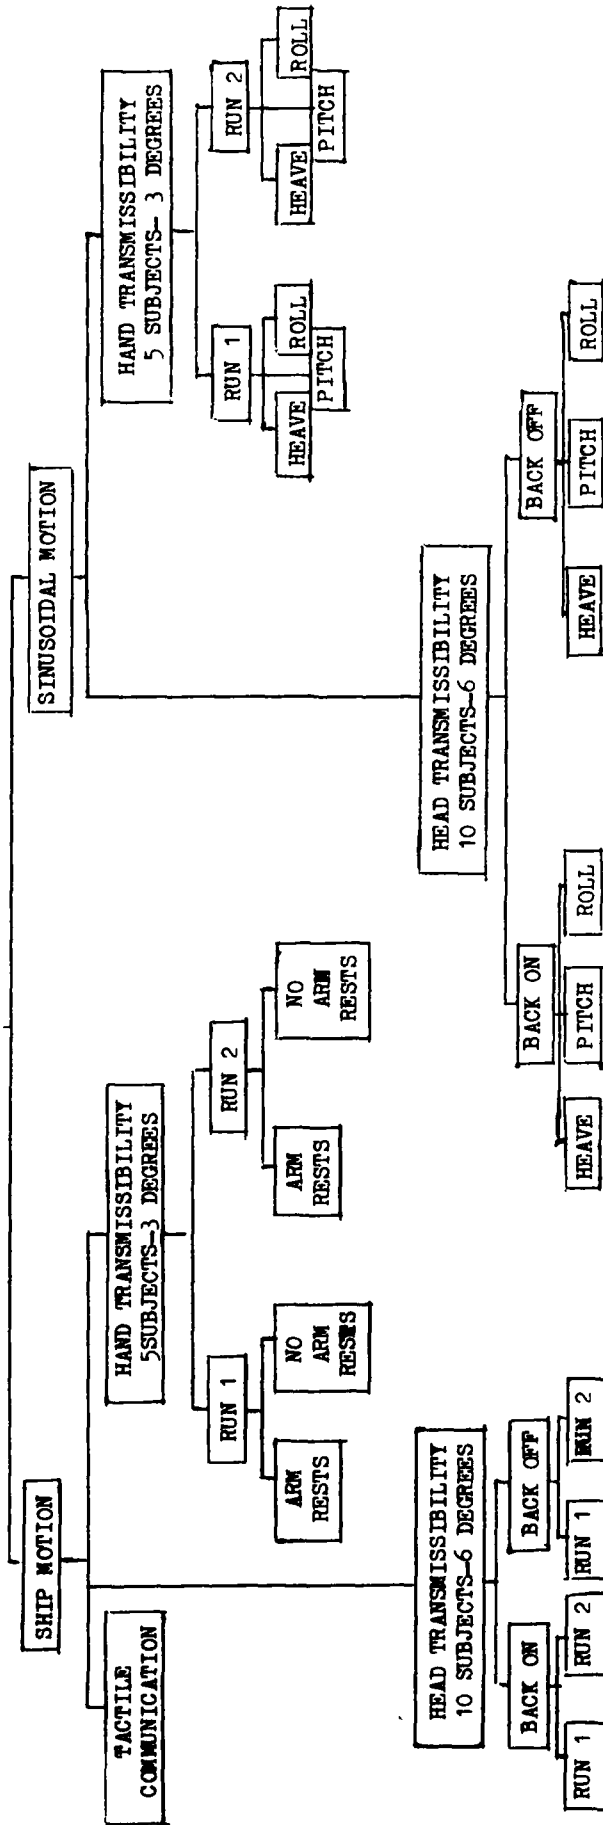 SHIP MOTION
SINUSOIDAL MOTION
TACTILE
COMMUNICATION
HAND TRANSMISSIBILITY
5SUBJECTS-3 DEGREES
HAND TRANSMISSIBILITY
5 SUBJECTS- 3 DEGREES
RUN 1
RUN 2
RUN 1
RUN 2
ARM
RESTS
NO
ARM
RESTS
ARM
RESTS
NO
ARM
RESTS
HEAVE
ROLL
PITCH
HEAVE
ROLL
PITCH
HEAD TRANSMISSIBILITY
10 SUBJECTS-6 DEGREES
HEAD TRANSMISSIBILITY
10 SUBJECTS-6 DEGREES
BACK ON
BACK OFF
BACK ON
BACK OFF
RUN 1
RUN 2
RUN 1
RUN 2
HEAVE
PITCH
ROLL
HEAVE
PITCH
ROLL